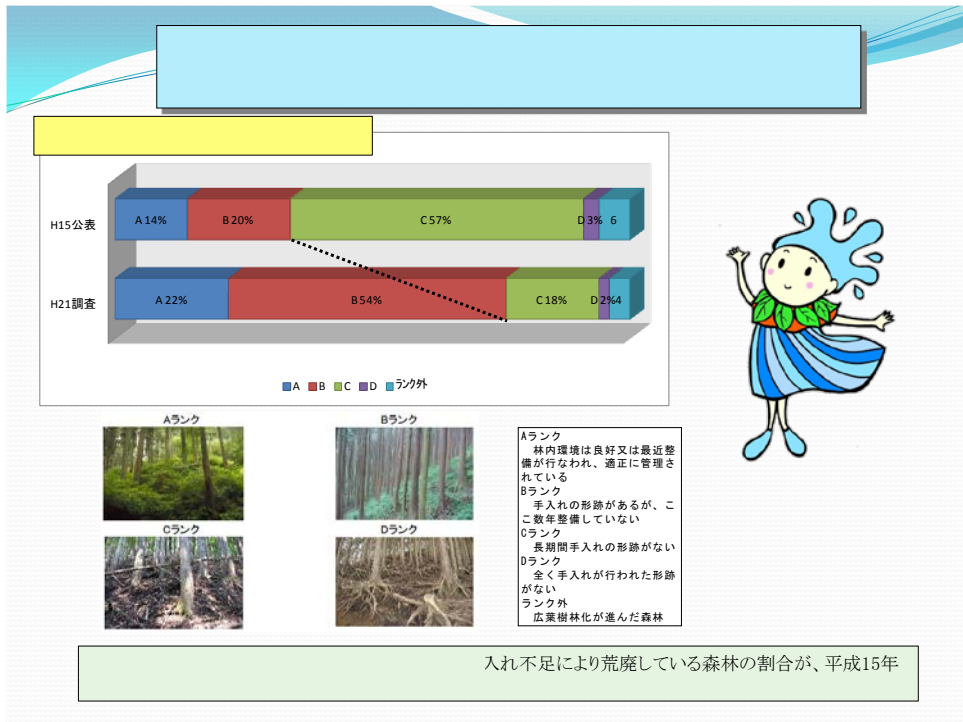 H15公表
A 14%
B 20%
C 57%
D 3%
6
H21調査
A 22%
B 54%
C 18%
D 2%
4
A B C D ランク外
Aランク
Bランク
Cランク
Dランク
Aランク
林内環境は良好又は最近整
備が行なわれ、適正に管理さ
れている
Bランク
手入れの形跡があるが、こ
こ数年整備していない
Cランク
長期間手入れの形跡がない
Dランク
全く手入れが行われた形跡
がない
ランク外
広葉樹林化が進んだ森林
入れ不足により荒廃している森林の割合が、平成15年